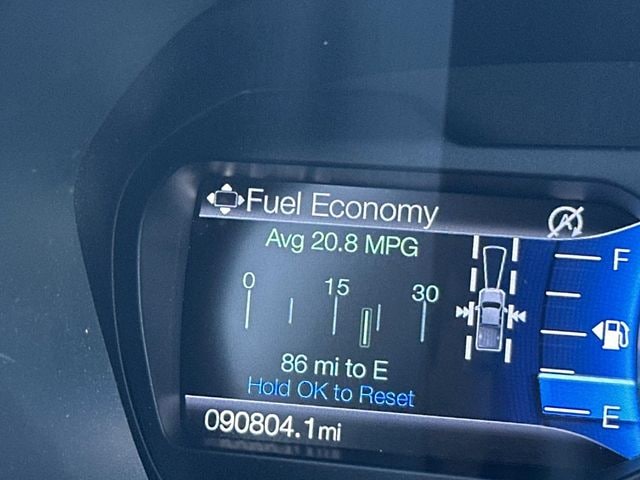 Fuel Economy
Avg 20.8 MPG
0 15 30
86 mi to E
Hold OK to Reset
090804.1mi
A
F
E